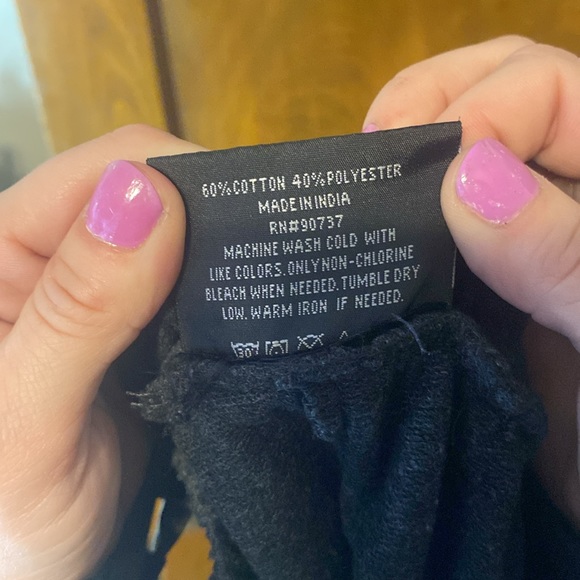 60%COTTON 40%POLYESTER
MADE IN INDIA
RN#90737
MACHINE WASH COLD WITH
LIKE COLORS.ONLY NON-CHLORINE
BLEACH WHEN NEEDED.TUMBLE DRY
LOW. WARM IRON IF NEEDED.
30°